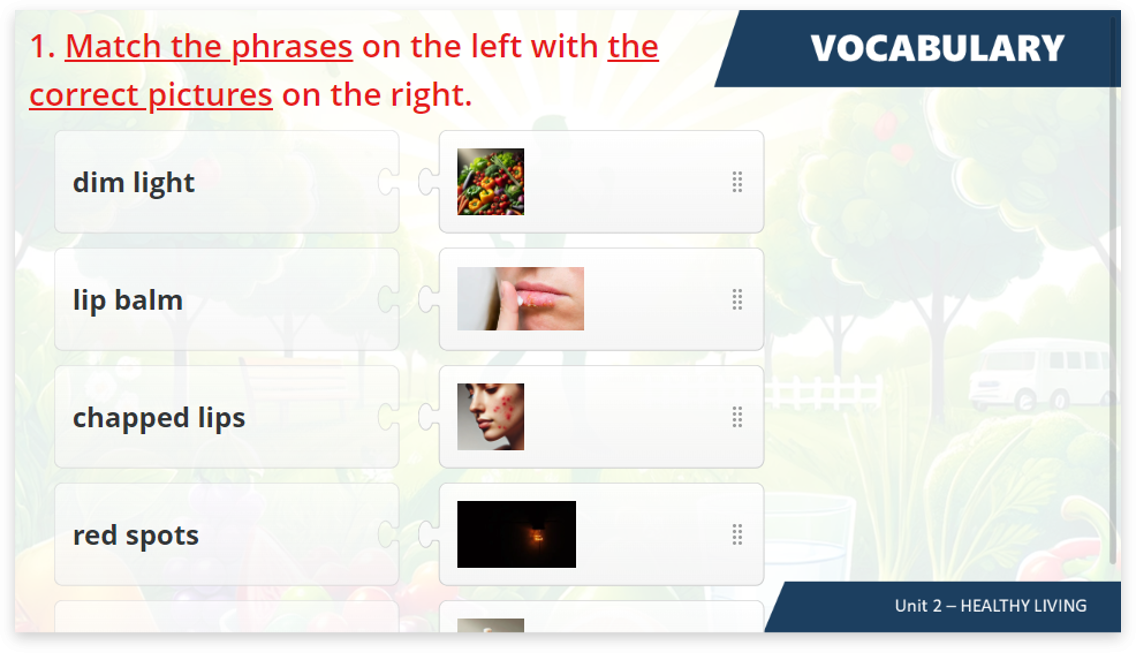 1. Match the phrases on the left with the
correct pictures on the right.
VOCABULARY
dim light
lip balm
chapped lips
red spots
Unit 2 – HEALTHY LIVING